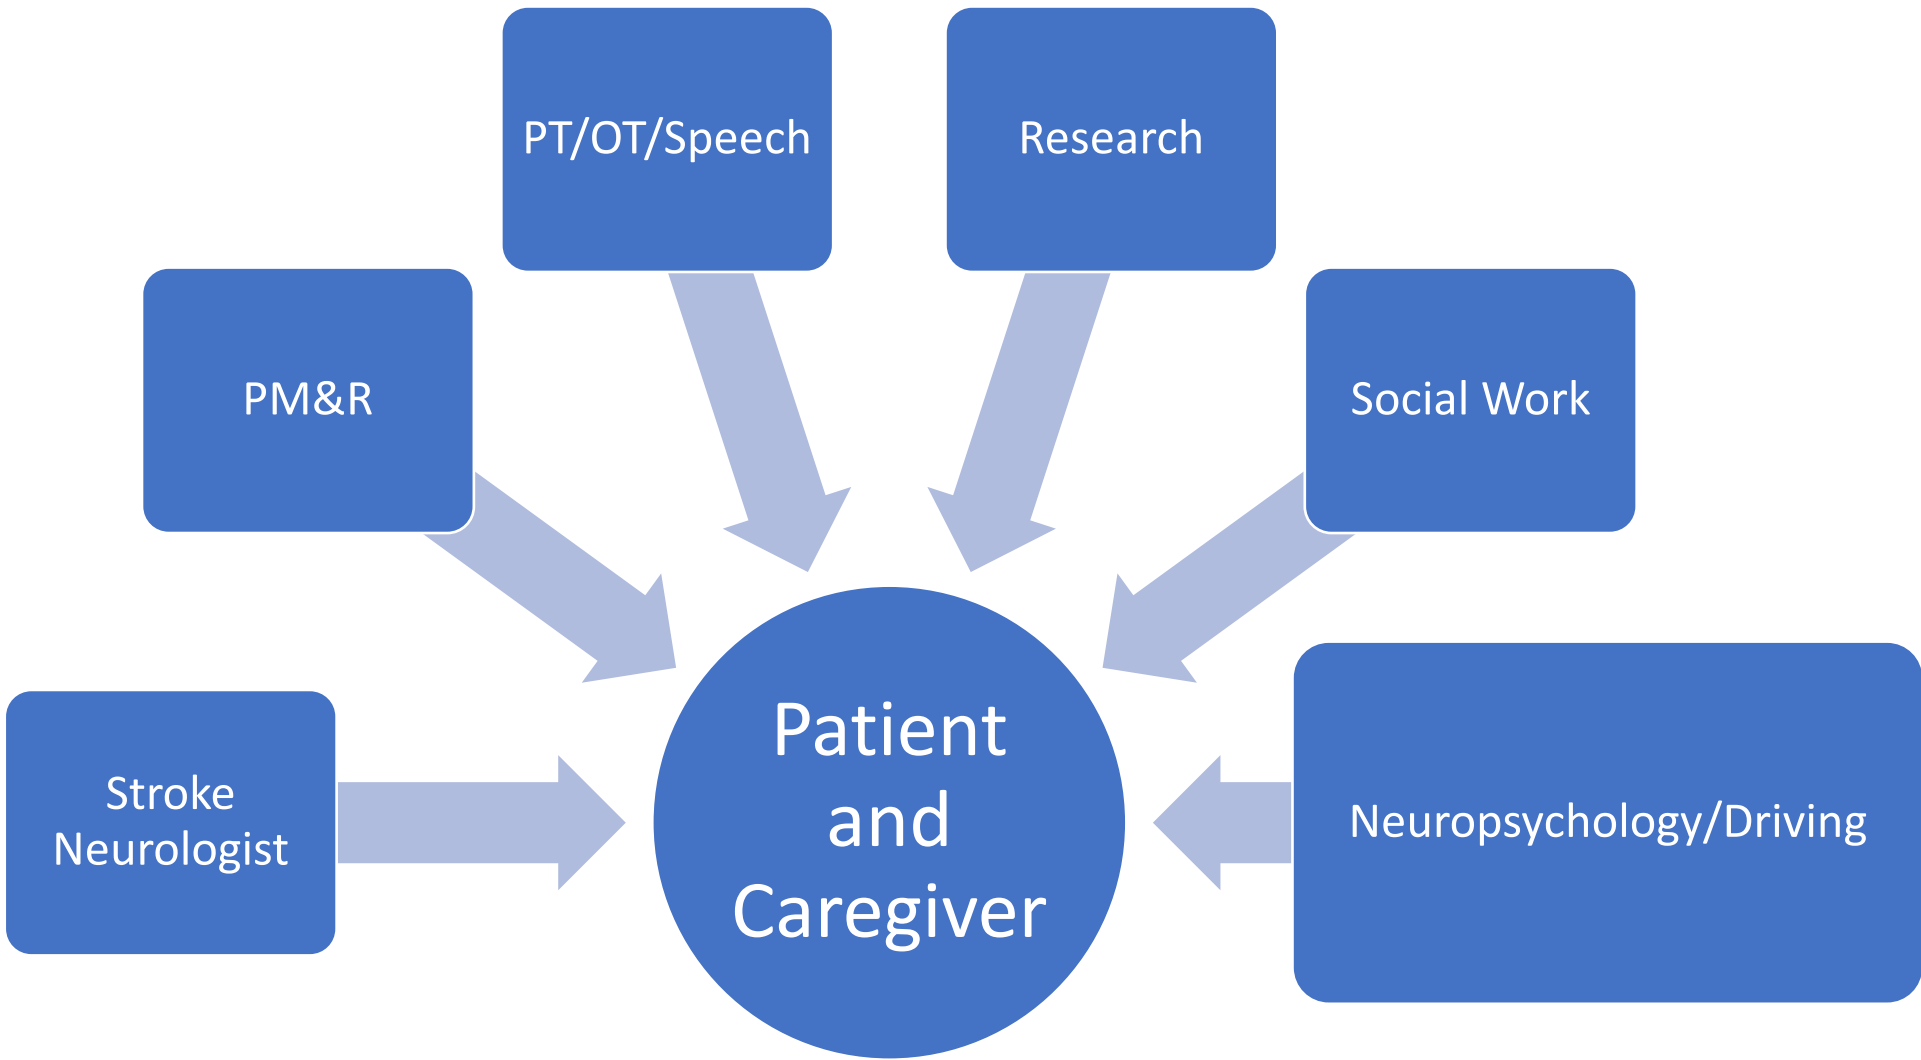 PT/OT/Speech
Research
PM&R
Social Work
Stroke
Neurologist
Patient
and
Caregiver
Neuropsychology/Driving